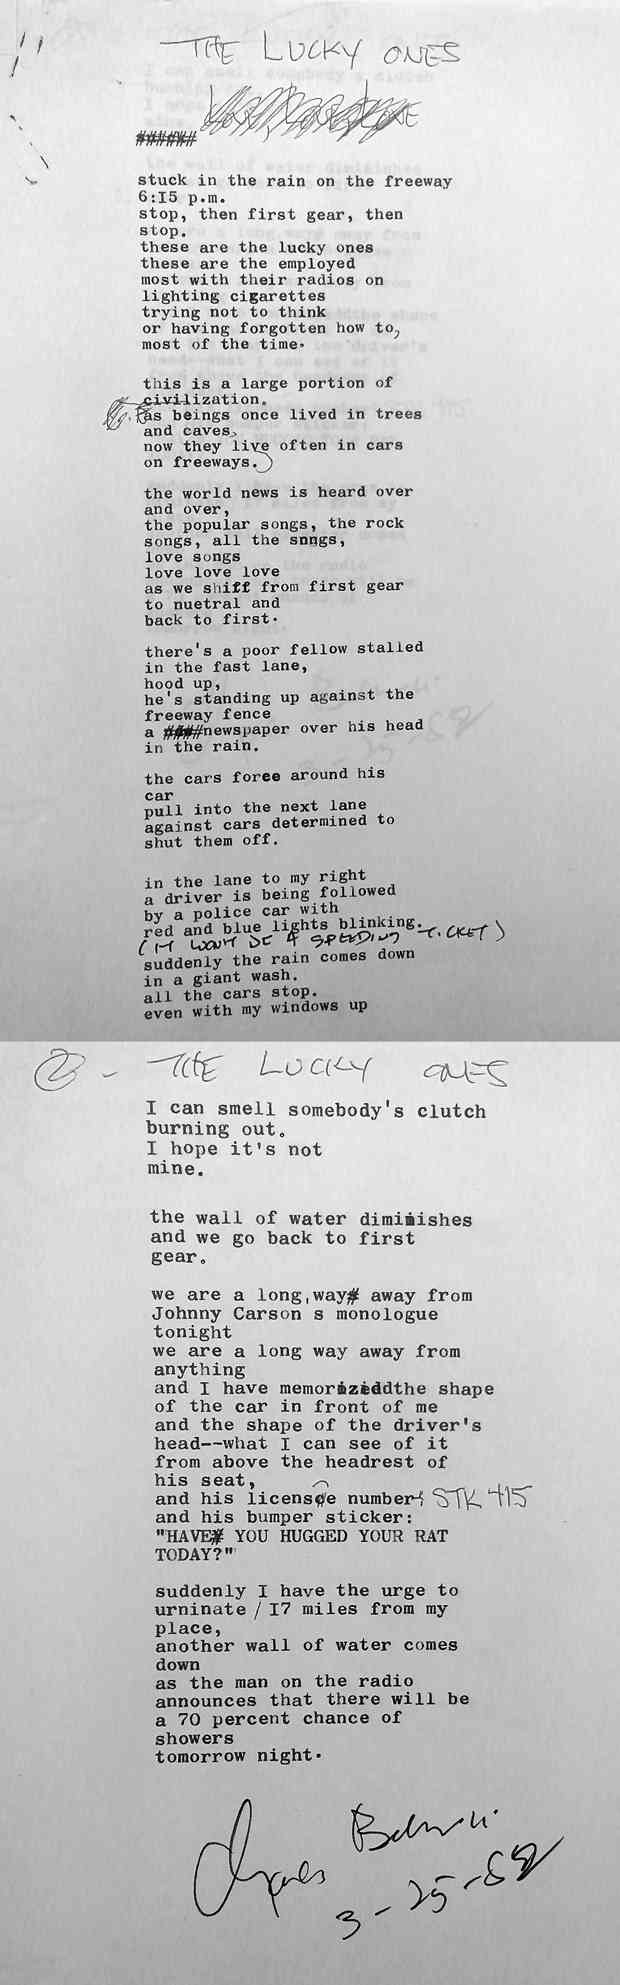 THE LUCKY ONES
stuck in the rain on the freeway
6:15 p.m.
stop, then first gear, then
stop.
these are the lucky ones
these are the employed
most with their radios on
lighting cigarettes
trying not to think
or having forgotten how to,
most of the time.
this is a large portion of
civilization.
as beings once lived in trees
and caves,
now they live often in cars
on freeways.
the world news is heard over
and over,
the popular songs, the rock
songs, all the snngs,
love songs
love love love
as we shiff from first gear
to nuetral and
back to first.
there's a poor fellow stalled
in the fast lane,
hood up,
he's standing up against the
freeway fence
a newspaper over his head
in the rain.
the cars foree around his
car
pull into the next lane
against cars determined to
shut them off.
in the lane to my right
a driver is being followed
by a police car with
red and blue lights blinking.
(IT WON'T BE A SPEEDING TICKET)
suddenly the rain comes down
in a giant wash.
all the cars stop.
even with my windows up
2 - THE LUCKY ONES
I can smell somebody's clutch
burning out.
I hope it's not
mine.
the wall of water dimiiishes
and we go back to first
gear.
we are a long, way away from
Johnny Carson s monologue
tonight
we are a long way away from
anything
and I have memorizeddthe shape
of the car in front of me
and the shape of the driver's
head--what I can see of it
from above the headrest of
his seat,
and his license number: STK 415
and his bumper sticker:
"HAVE YOU HUGGED YOUR RAT
TODAY?"
suddenly I have the urge to
urninate / 17 miles from my
place,
another wall of water comes
down
as the man on the radio
announces that there will be
a 70 percent chance of
showers
tomorrow night.
Charles Bukowski
3-25-82